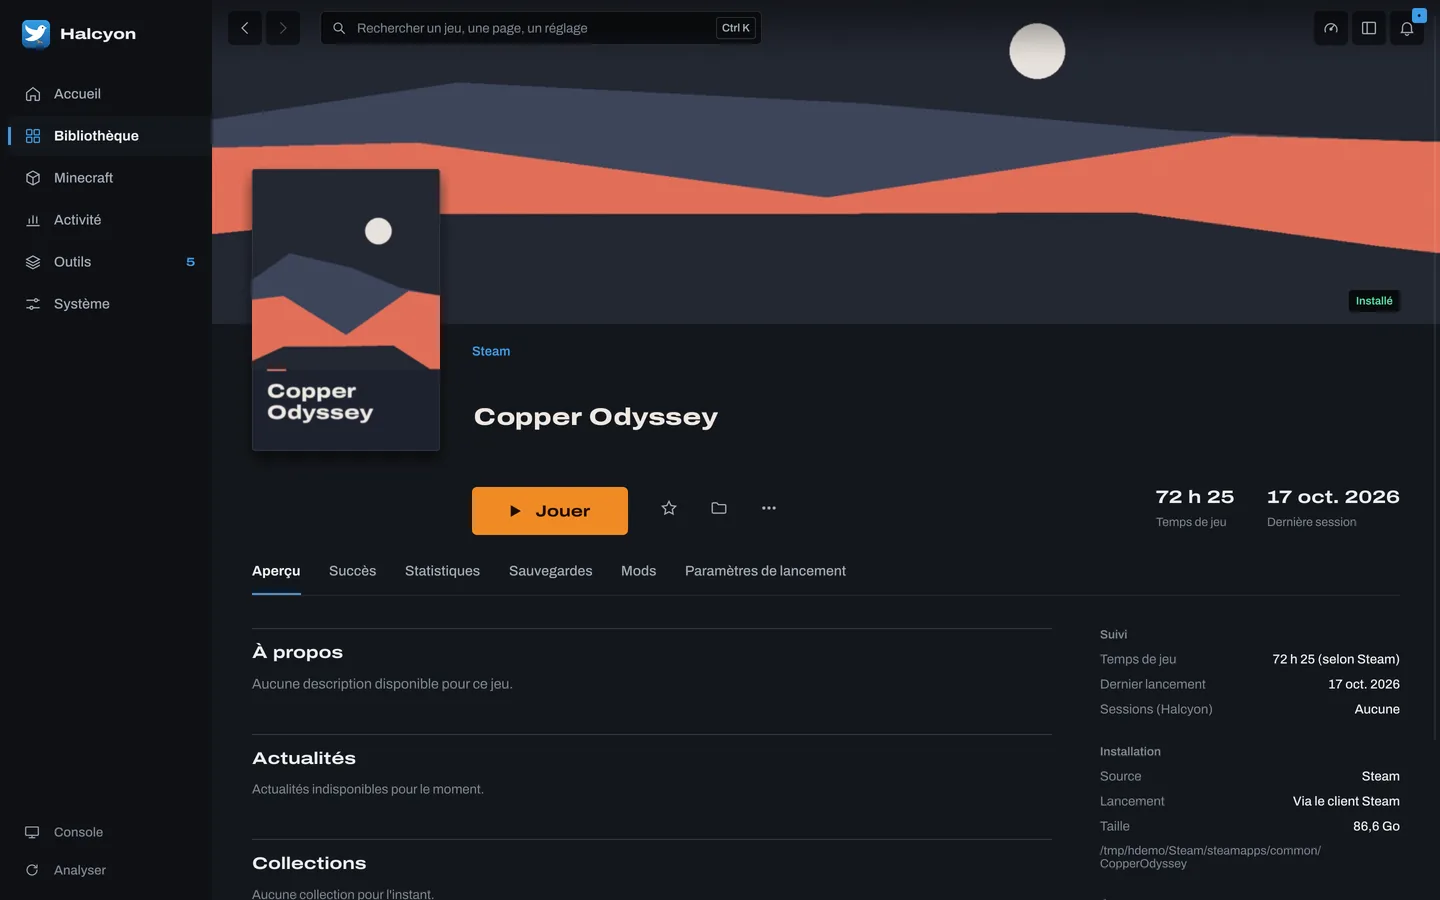 Halcyon
Rechercher un jeu, une page, un réglage
Ctrl K
Accueil
Bibliothèque
Minecraft
Activité
Outils
5
Système
Console
Analyser
Installé
Copper
Odyssey
Steam
Copper Odyssey
Jouer
72 h 25
Temps de jeu
17 oct. 2026
Dernière session
Aperçu
Succès
Statistiques
Sauvegardes
Mods
Paramètres de lancement
À propos
Aucune description disponible pour ce jeu.
Actualités
Actualités indisponibles pour le moment.
Collections
Aucune collection pour l'instant.
Suivi
Temps de jeu
72 h 25 (selon Steam)
Dernier lancement
17 oct. 2026
Sessions (Halcyon)
Aucune
Installation
Source
Steam
Lancement
Via le client Steam
Taille
86,6 Go
/tmp/hdemo/Steam/steamapps/common/
CopperOdyssey